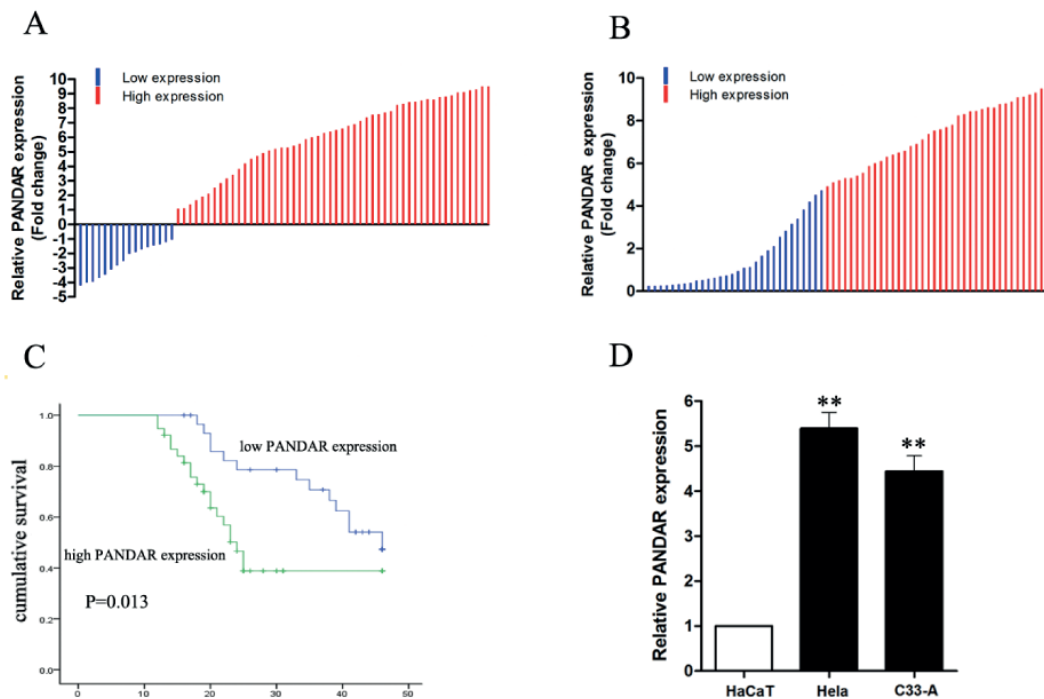 A
Low expression
High expression
Relative PANDAR expression
(Fold change)
10
9
8
7
6
5
4
3
2
1
0
-1
-2
-3
-4
-5
B
Low expression
High expression
Relative PANDAR expression
(Fold change)
10
8
6
4
2
0
C
cumulative survival
1.0
0.8
0.6
0.4
0.2
0.0
low PANDAR expression
high PANDAR expression
P=0.013
0 10 20 30 40 50
D
Relative PANDAR expression
6
5
4
3
2
1
0
**
**
HaCaT Hela C33-A